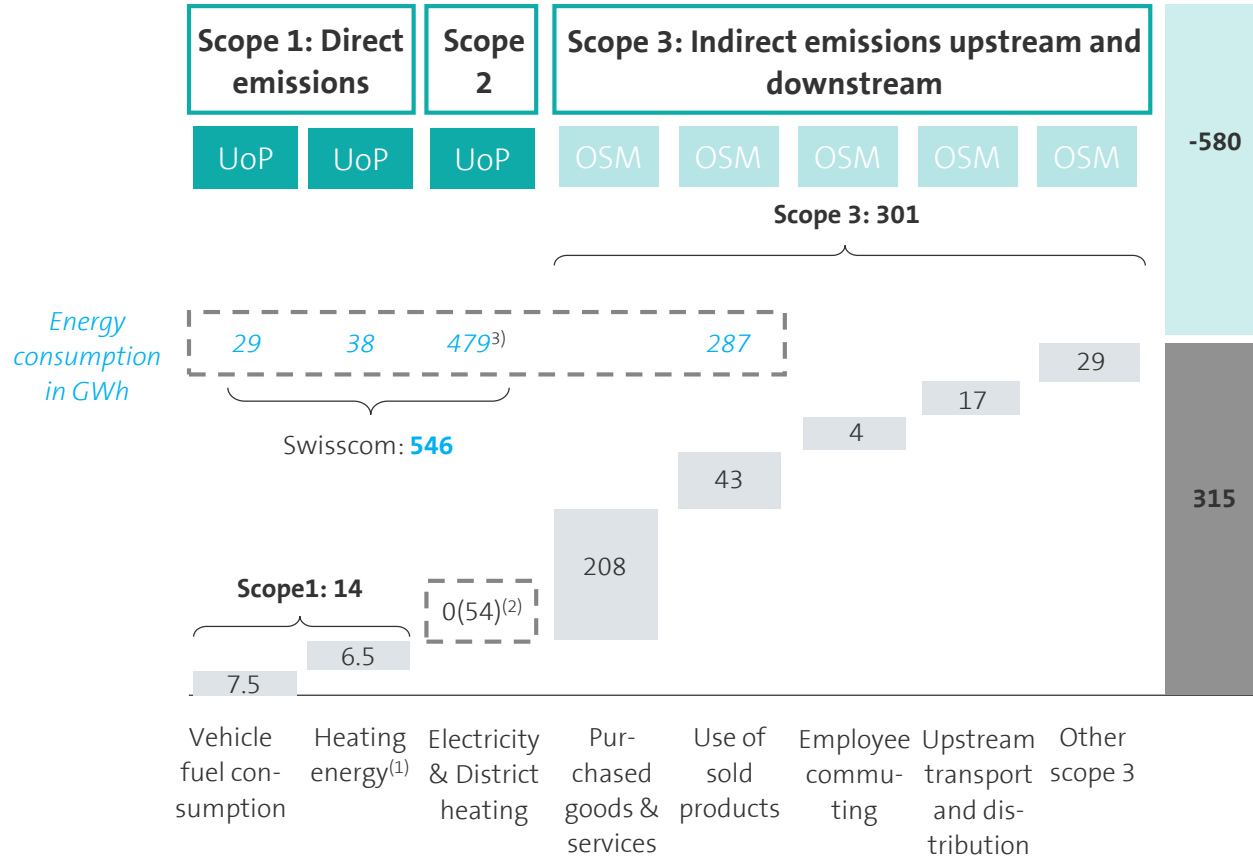 Scope 1: Direct
emissions
Scope
2
Scope 3: Indirect emissions upstream and
downstream
UoP
UoP
UoP
OSM
OSM
OSM
OSM
OSM
-580
Scope 3: 301
Energy
consumption
in GWh
29
38
479³⁾
287
Swisscom: 546
29
17
4
43
208
315
Scope1: 14
0(54)⁽²⁾
6.5
7.5
Vehicle
fuel con-
sumption
Heating
energy⁽¹⁾
Electricity
& District
heating
Pur-
chased
goods &
services
Use of
sold
products
Employee
commu-
ting
Upstream
transport
and dis-
tribution
Other
scope 3